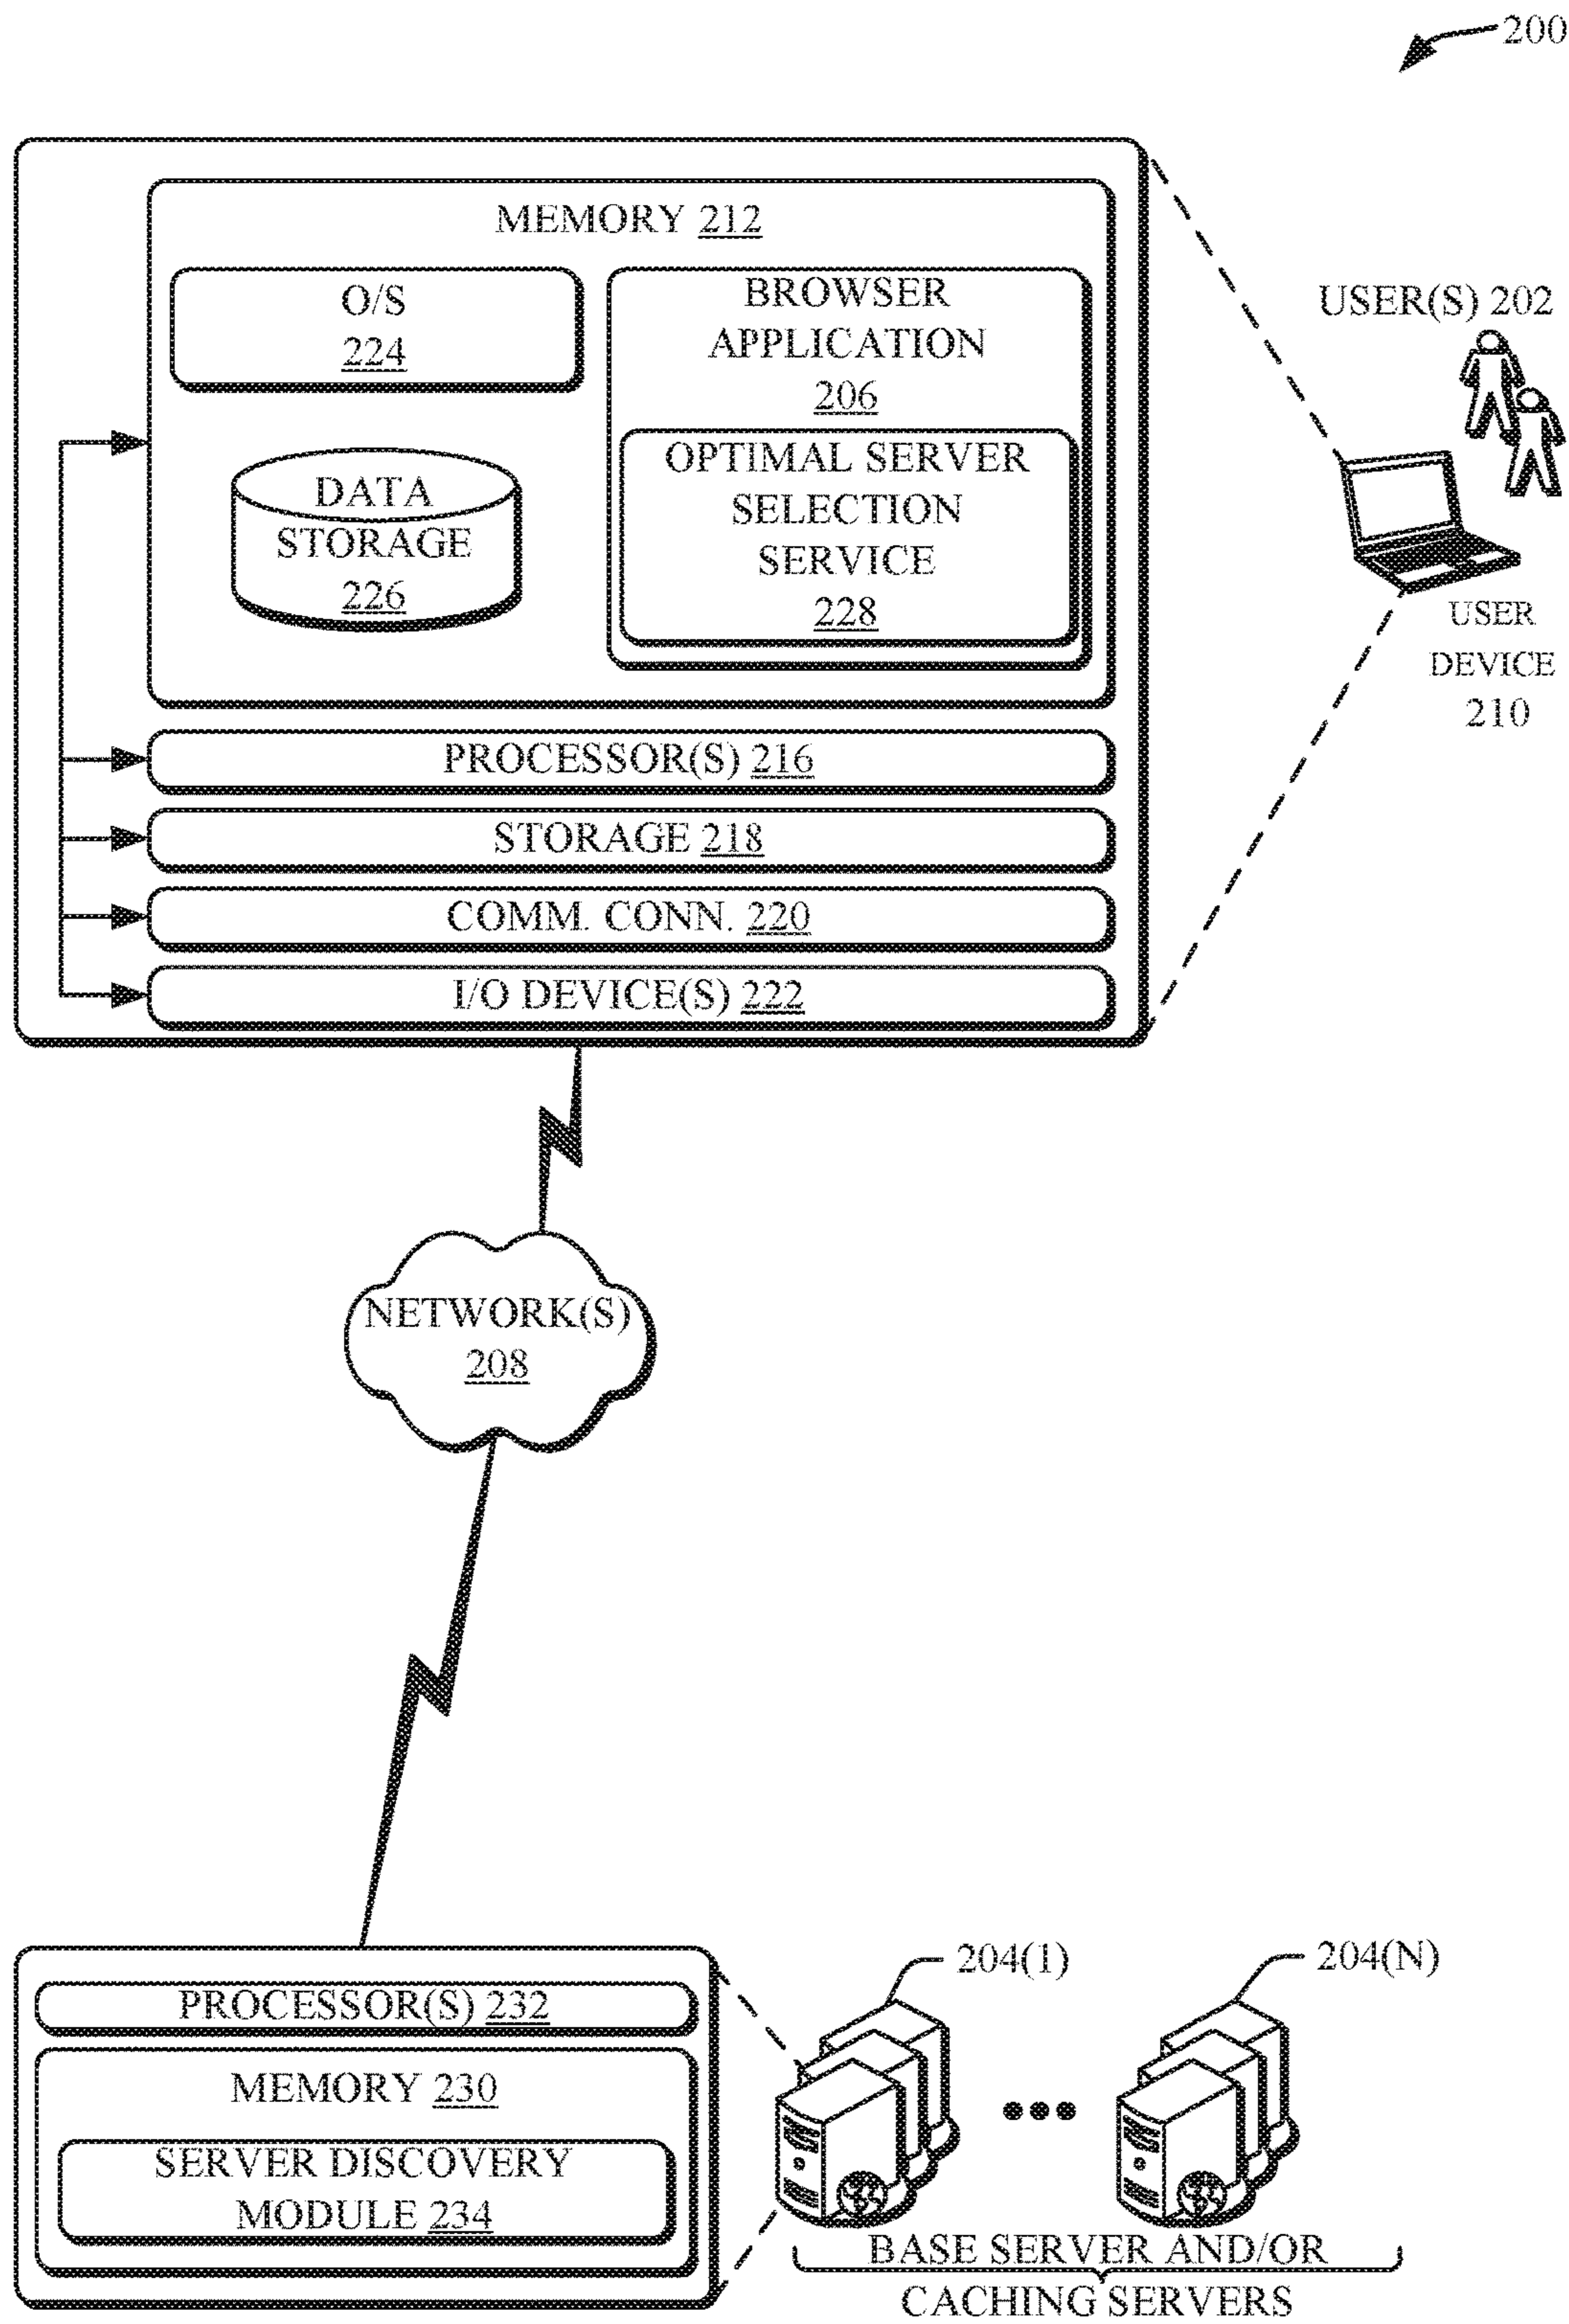 200
MEMORY 212
O/S
224
BROWSER
APPLICATION
206
DATA
STORAGE
226
OPTIMAL SERVER
SELECTION
SERVICE
228
USER(S) 202
USER
DEVICE
210
PROCESSOR(S) 216
STORAGE 218
COMM. CONN. 220
I/O DEVICE(S) 222
NETWORK(S)
208
PROCESSOR(S) 232
MEMORY 230
SERVER DISCOVERY
MODULE 234
204(1)
204(N)
BASE SERVER AND/OR
CACHING SERVERS